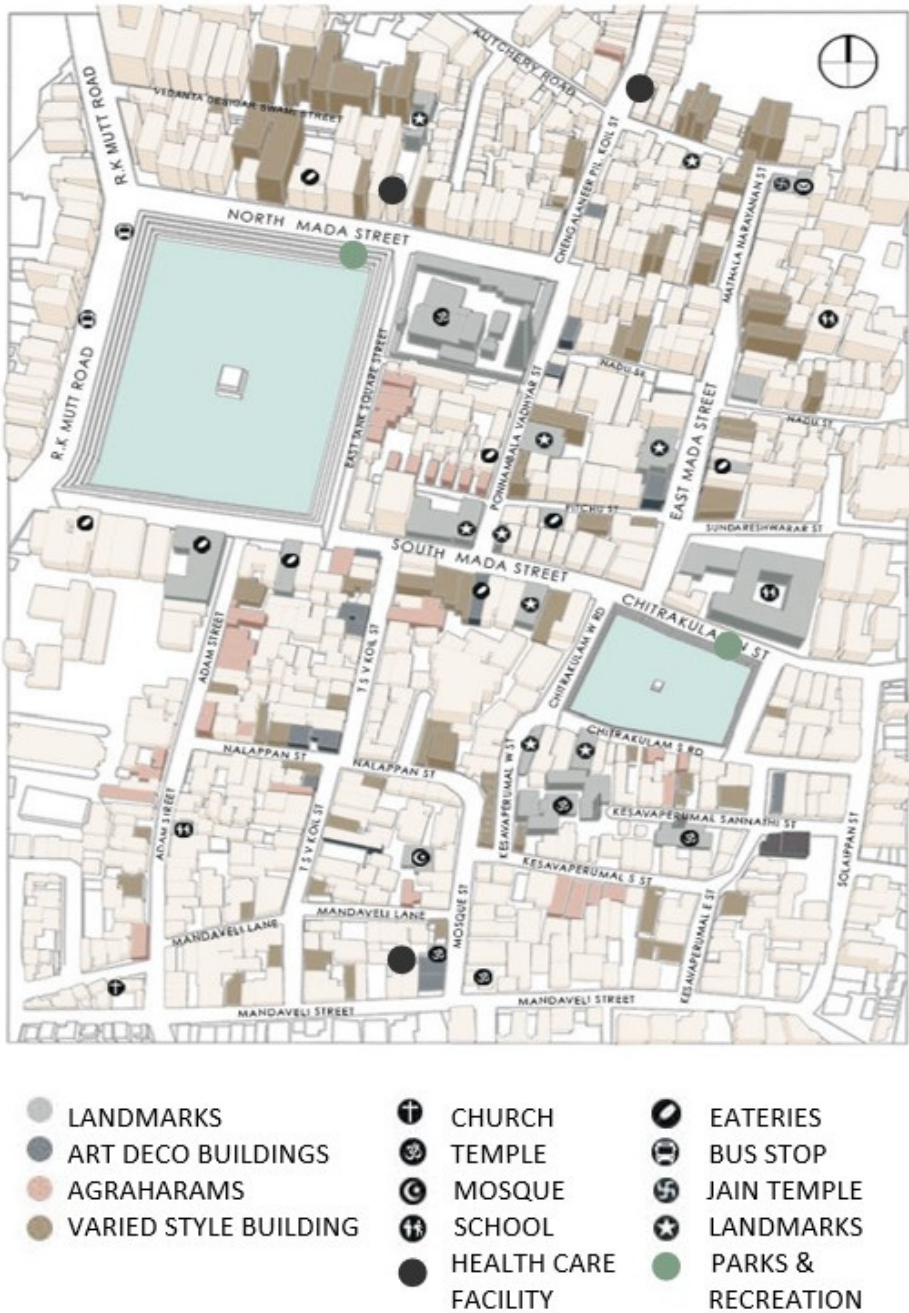 KUTCHERY ROAD
VEDANTA DESIGAR SWAMI STREET
R.K MUTT ROAD
CHENGALANEER PIL. KOIL ST
NORTH MADA STREET
MATHALA NARAYANAN ST
R.K MUTT ROAD
EAST TANK SQUARE STREET
NADU ST
PONNAMBALA VADHYAR ST
EAST MADA STREET
NADU ST
PITCHU ST
SUNDARESHWARAR ST
SOUTH MADA STREET
CHITRAKULAM N ST
ADAM STREET
T S V KOIL ST
CHITRAKULAM W RD
CHITRAKULAM S RD
NALAPPAN ST
NALAPPAN ST
KESAVAPERUMAL W ST
KESAVAPERUMAL SANNATHI ST
ADAM STREET
T S V KOIL ST
SOLAIPPAN ST
KESAVAPERUMAL S ST
KESAVAPERUMAL E ST
MANDAVELI LANE
MANDAVELI LANE
MOSQUE ST
MANDAVELI STREET
MANDAVELI STREET
LANDMARKS
ART DECO BUILDINGS
AGRAHARAMS
VARIED STYLE BUILDING
CHURCH
TEMPLE
MOSQUE
SCHOOL
HEALTH CARE
FACILITY
EATERIES
BUS STOP
JAIN TEMPLE
LANDMARKS
PARKS &
RECREATION